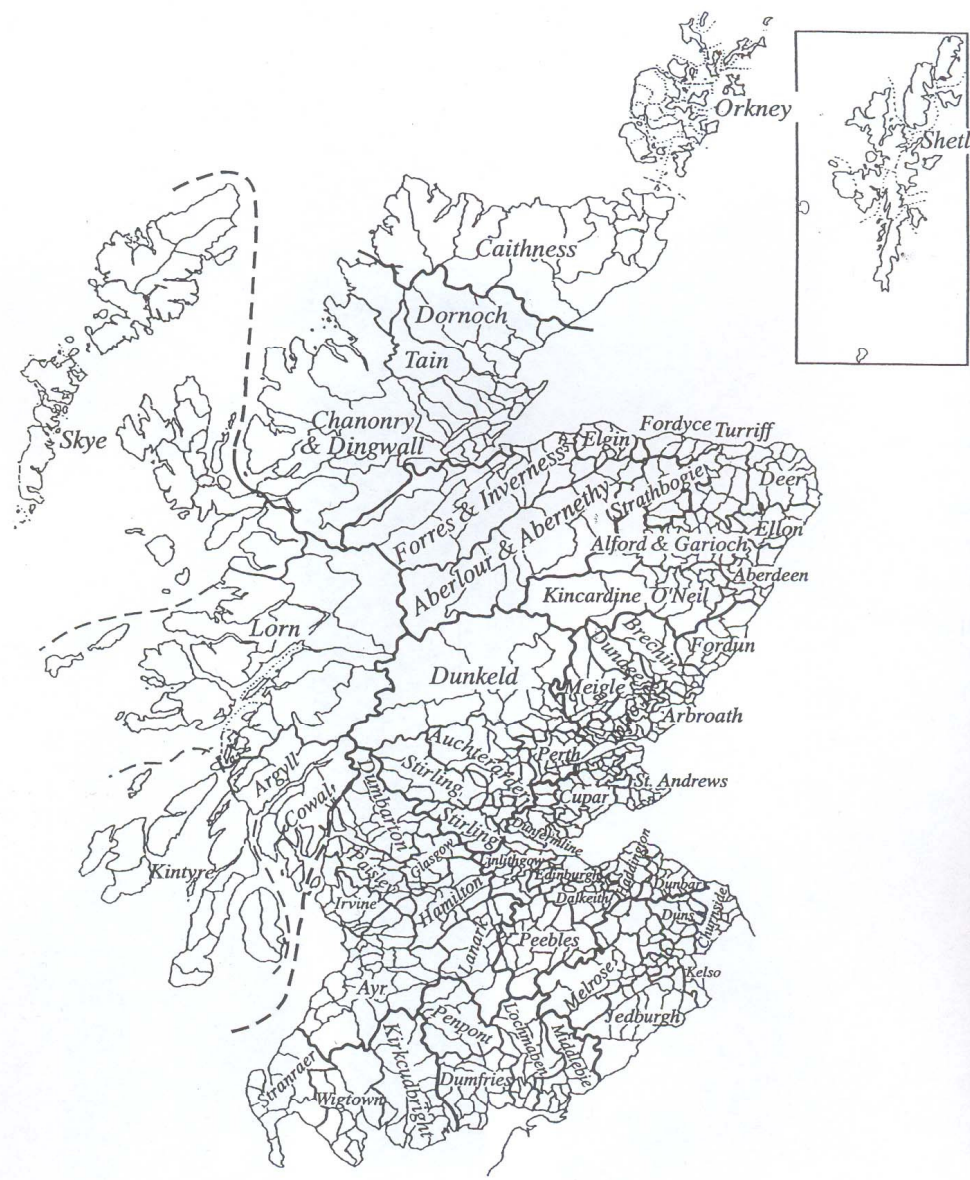 Orkney
Shetl
Caithness
Dornoch
Tain
Chanonry
& Dingwall
Skye
Fordyce
Turriff
Elgin
Forres & Inverness
Strathbogie
Deer
Aberlour & Abernethy
Ellon
Alford & Garioch
Aberdeen
Kincardine O'Neil
Lorn
Brechin
Fordun
Dunkeld
Meigle
Arbroath
Auchterarder
Perth
Argyll
Stirling
St. Andrews
Cupar
Cowal
Dumbarton
Stirling
Dunfermline
Kintyre
Paisley
Glasgow
Linlithgow
Edinburgh
Haddington
Dunbar
Dalkeith
Irvine
Hamilton
Duns
Churnside
Lanark
Peebles
Melrose
Kelso
Ayr
Jedburgh
Penpont
Lochmaben
Middlebie
Kirkcudbright
Stranraer
Wigtown
Dumfries